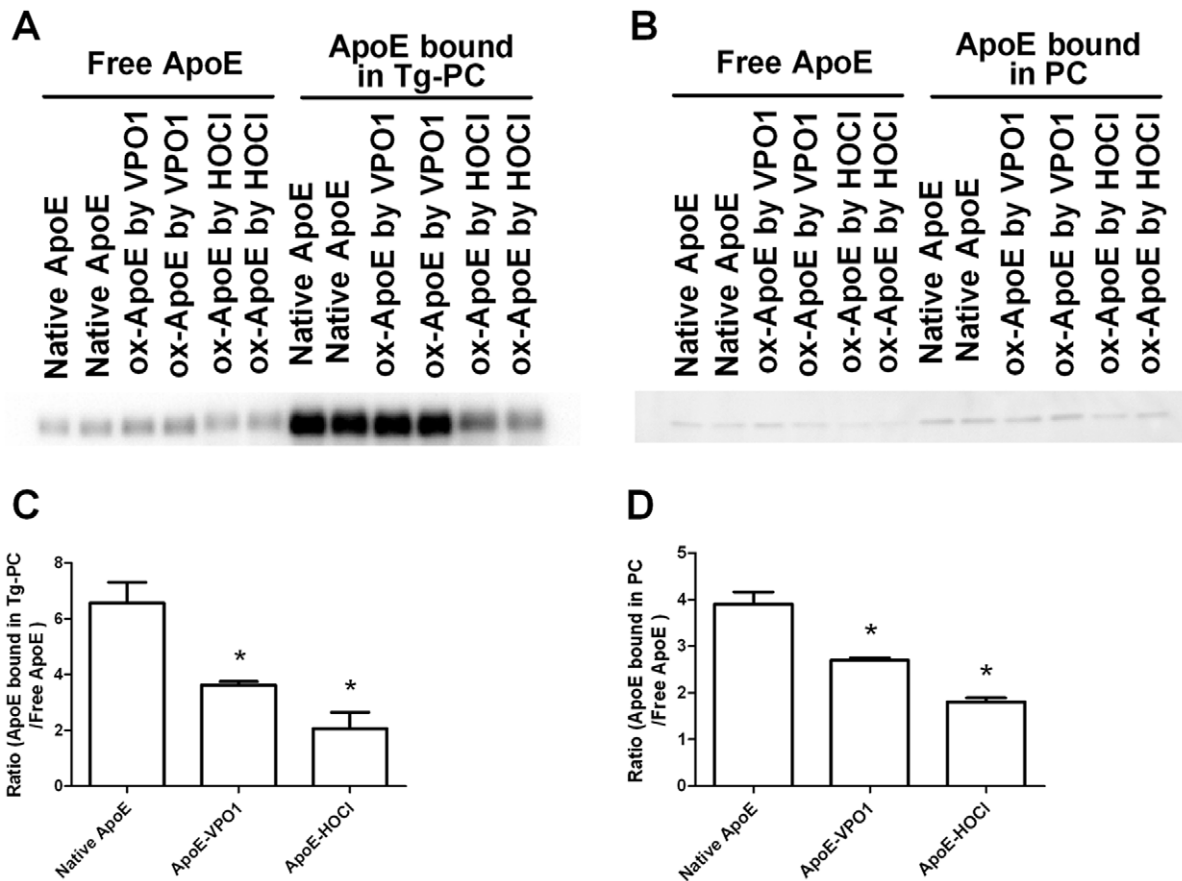 A
Free ApoE
ApoE bound
in Tg-PC
Native ApoE
Native ApoE
ox-ApoE by VPO1
ox-ApoE by VPO1
ox-ApoE by HOCl
ox-ApoE by HOCl
Native ApoE
Native ApoE
ox-ApoE by VPO1
ox-ApoE by VPO1
ox-ApoE by HOCl
ox-ApoE by HOCl
B
Free ApoE
ApoE bound
in PC
Native ApoE
Native ApoE
ox-ApoE by VPO1
ox-ApoE by VPO1
ox-ApoE by HOCl
ox-ApoE by HOCl
Native ApoE
Native ApoE
ox-ApoE by VPO1
ox-ApoE by VPO1
ox-ApoE by HOCl
ox-ApoE by HOCl
C
Ratio (ApoE bound in Tg-PC
/Free ApoE )
8
6
4
2
0
*
*
Native ApoE
ApoE-VPO1
ApoE-HOCl
D
Ratio (ApoE bound in PC
/Free ApoE )
5
4
3
2
1
0
*
*
Native ApoE
ApoE-VPO1
ApoE-HOCl